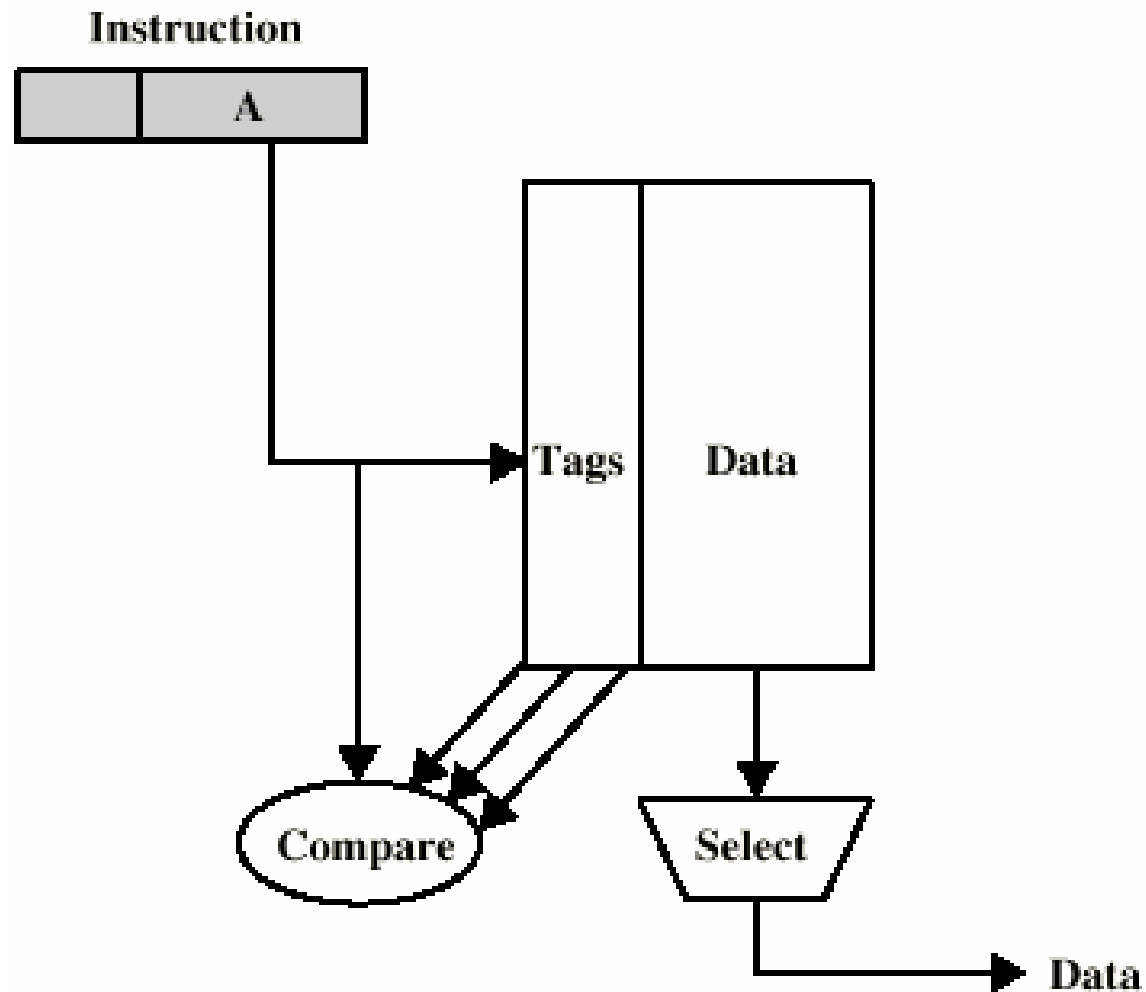 Instruction
A
Tags
Data
Compare
Select
Data